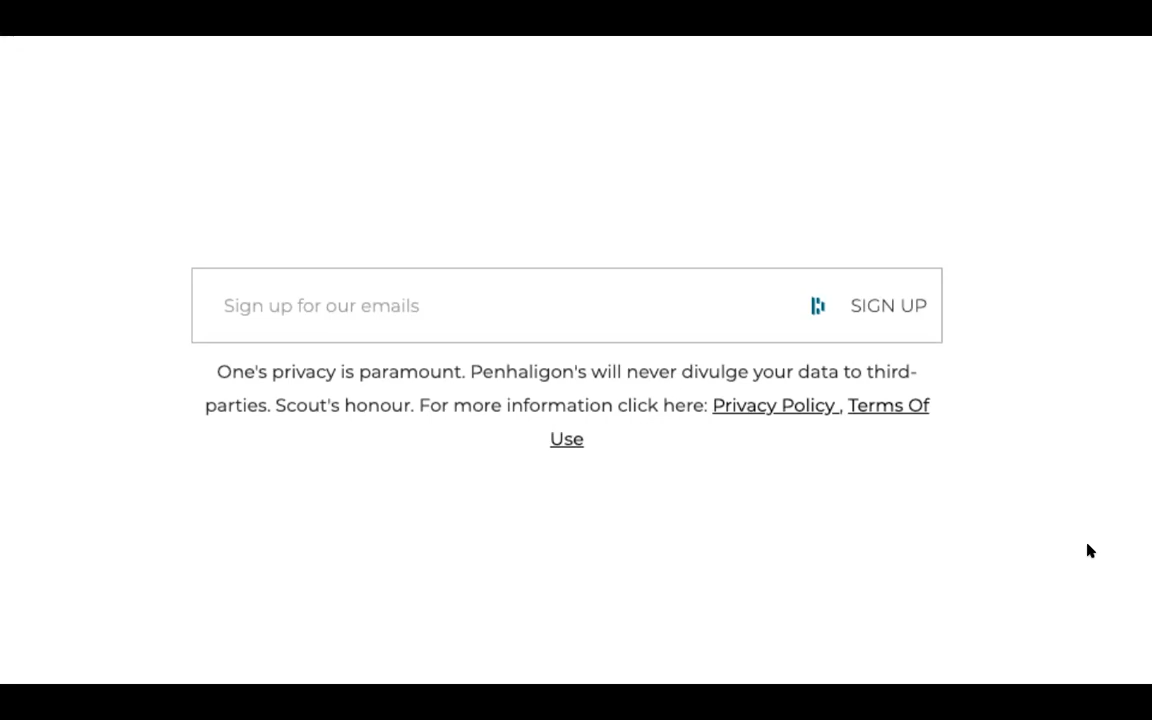 Sign up for our emails SIGN UP
One's privacy is paramount. Penhaligon's will never divulge your data to third-
parties. Scout's honour. For more information click here: Privacy Policy , Terms Of
Use